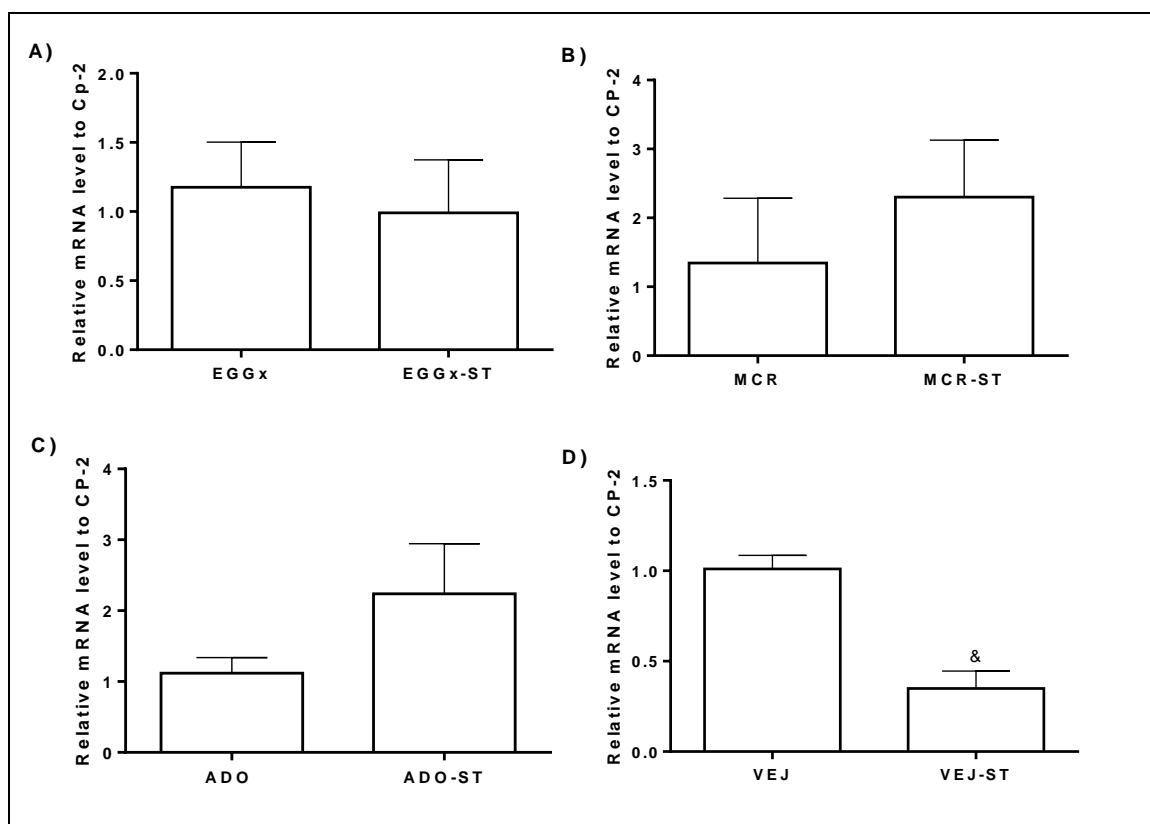 A)
Relative mRNA level to Cp-2
2.0
1.5
1.0
0.5
0.0
EGGx
EGGx-ST
B)
Relative mRNA level to CP-2
4
3
2
1
0
MCR
MCR-ST
C)
Relative mRNA level to CP-2
4
3
2
1
0
ADO
ADO-ST
D)
Relative mRNA level to CP-2
1.5
1.0
0.5
0.0
&
VEJ
VEJ-ST